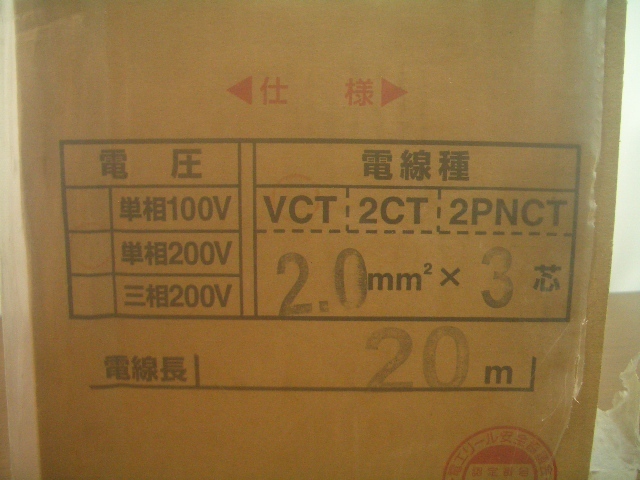 ◀仕 様▶
電 圧 電線種
単相100V VCT 2CT 2PNCT
単相200V
2.0mm²×3芯
三相200V
電線長 20m